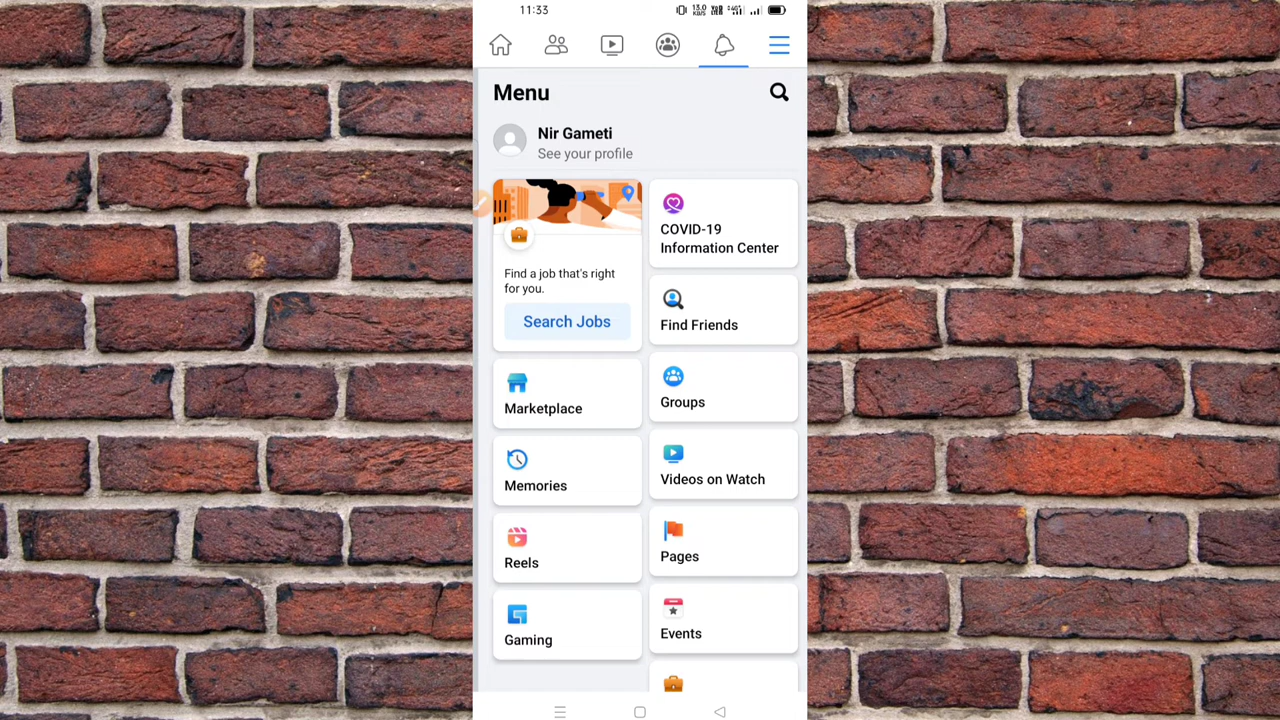 11:33
Menu
Nir Gameti
See your profile
Find a job that's right
for you.
Search Jobs
Marketplace
Memories
Reels
Gaming
COVID-19
Information Center
Find Friends
Groups
Videos on Watch
Pages
Events